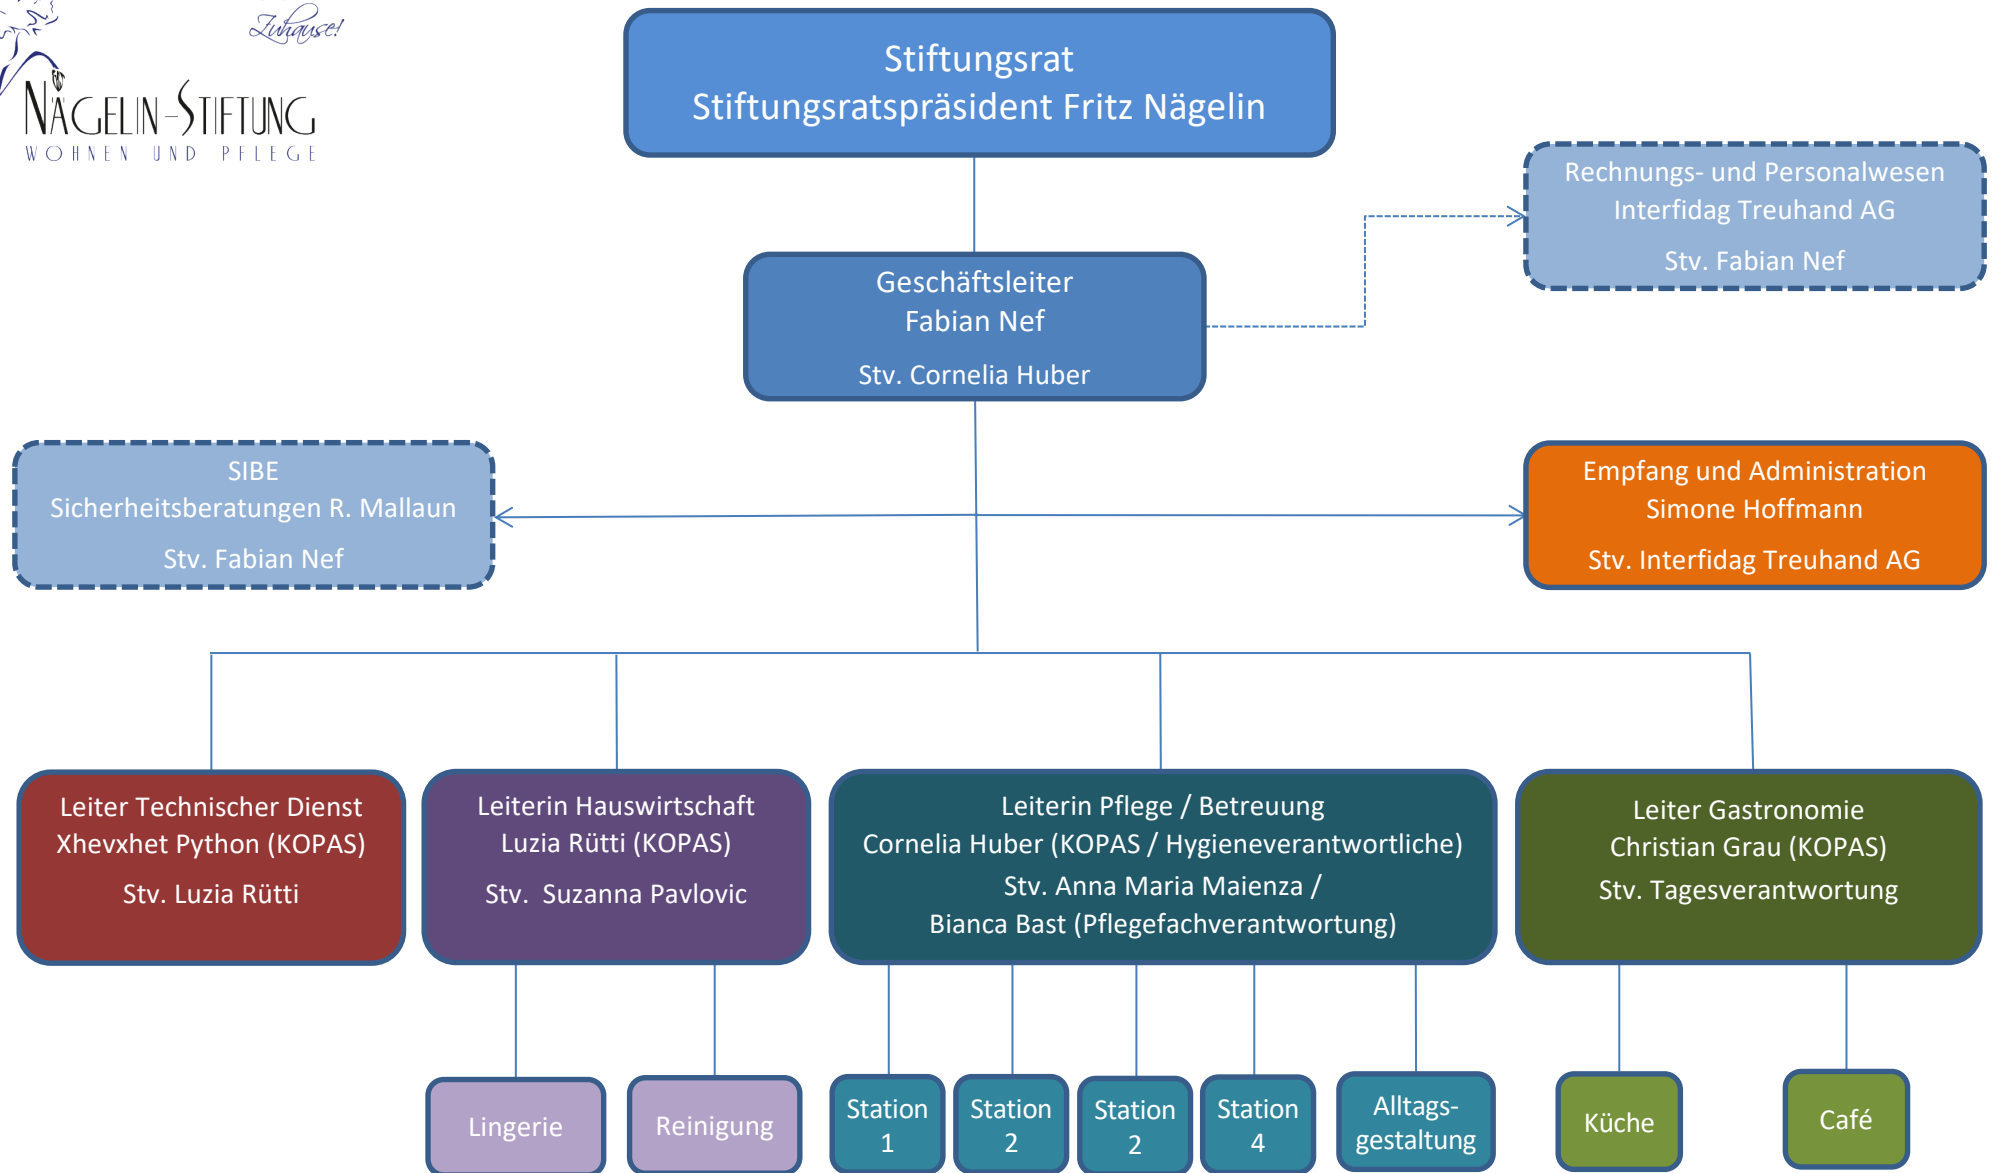 Zuhause!
NÄGELIN-STIFTUNG
WOHNEN UND PFLEGE
Stiftungsrat
Stiftungsratspräsident Fritz Nägelin
Rechnungs- und Personalwesen
Interfidag Treuhand AG
Stv. Fabian Nef
Geschäftsleiter
Fabian Nef
Stv. Cornelia Huber
SIBE
Sicherheitsberatungen R. Mallaun
Stv. Fabian Nef
Empfang und Administration
Simone Hoffmann
Stv. Interfidag Treuhand AG
Leiter Technischer Dienst
Xhevxhet Python (KOPAS)
Stv. Luzia Rütti
Leiterin Hauswirtschaft
Luzia Rütti (KOPAS)
Stv. Suzanna Pavlovic
Leiterin Pflege / Betreuung
Cornelia Huber (KOPAS / Hygieneverantwortliche)
Stv. Anna Maria Maienza /
Bianca Bast (Pflegefachverantwortung)
Leiter Gastronomie
Christian Grau (KOPAS)
Stv. Tagesverantwortung
Lingerie
Reinigung
Station
1
Station
2
Station
2
Station
4
Alltags-
gestaltung
Küche
Café